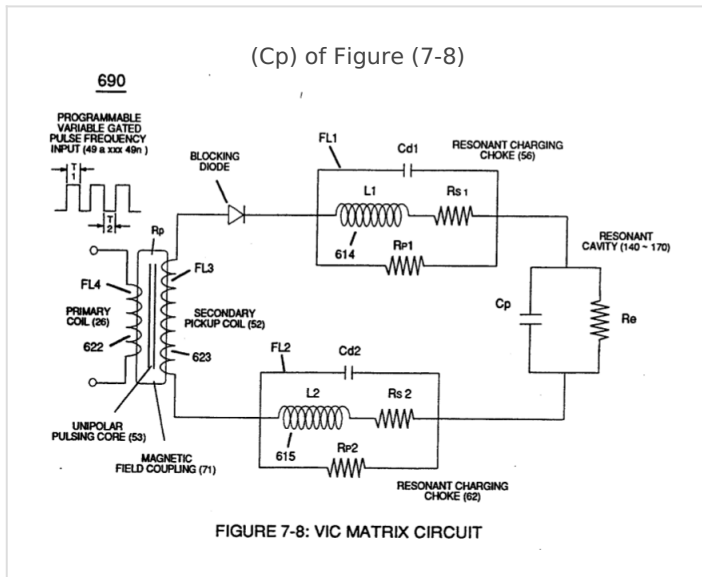 (Cp) of Figure (7-8)
690
PROGRAMMABLE
VARIABLE GATED
PULSE FREQUENCY
INPUT (49 a xxx 49n )
T
1
T
2
BLOCKING
DIODE
FL1
Cd1
RESONANT CHARGING
CHOKE (56)
L1
Rs 1
614
RP1
RESONANT
CAVITY (140 ~ 170)
Cp
Re
Rp
FL4
FL3
PRIMARY
COIL (26)
SECONDARY
PICKUP COIL (52)
622
623
FL2
Cd2
L2
Rs 2
615
RP2
UNIPOLAR
PULSING CORE (53)
MAGNETIC
FIELD COUPLING (71)
RESONANT CHARGING
CHOKE (62)
FIGURE 7-8: VIC MATRIX CIRCUIT